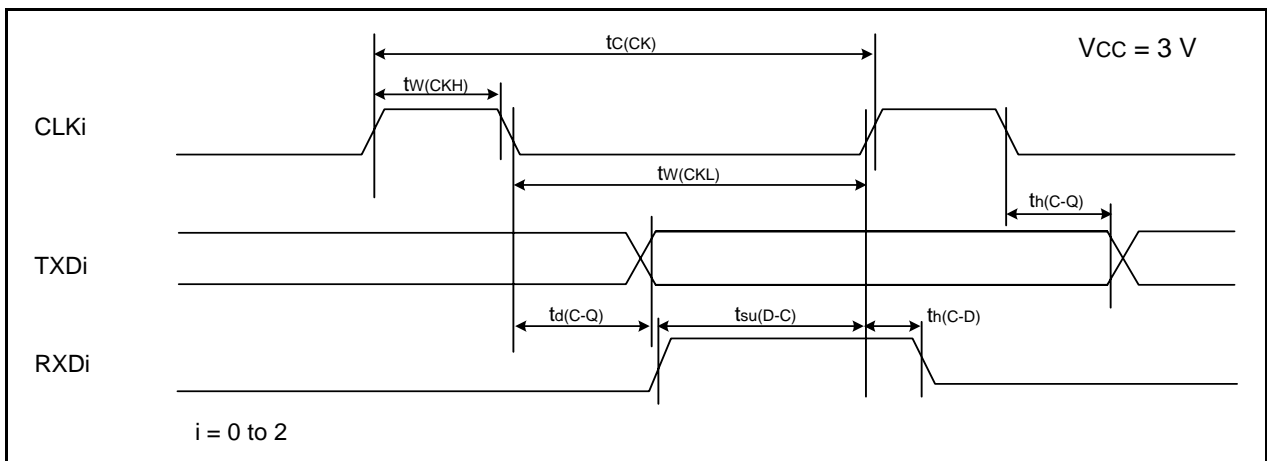 tC(CK)
VCC = 3 V
tW(CKH)
CLKi
tW(CKL)
th(C-Q)
TXDi
td(C-Q)
tsu(D-C)
th(C-D)
RXDi
i = 0 to 2